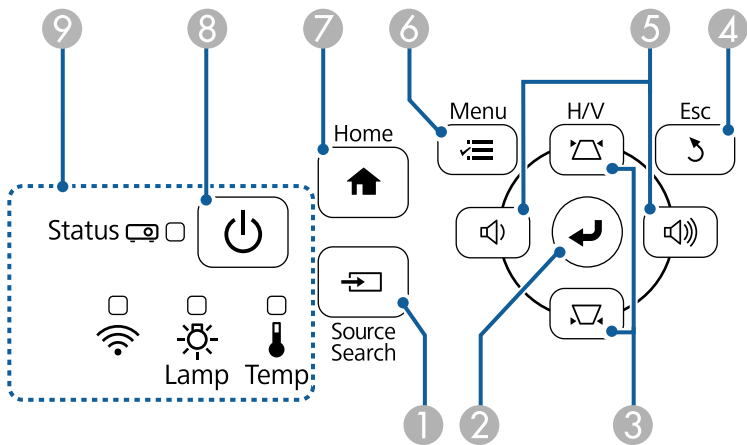 9 8 7 6 5 4
Menu H/V Esc
Home
Status
Source
Search
Lamp Temp
1 2 3